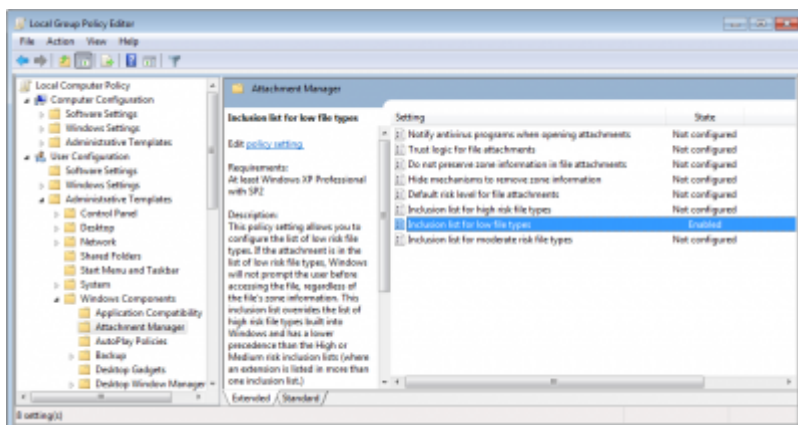 Local Group Policy Editor
File Action View Help
Local Computer Policy
Computer Configuration
Software Settings
Windows Settings
Administrative Templates
User Configuration
Software Settings
Windows Settings
Administrative Templates
Control Panel
Desktop
Network
Shared Folders
Start Menu and Taskbar
System
Windows Components
Application Compatibility
Attachment Manager
AutoPlay Policies
Backup
Desktop Gadgets
Desktop Window Manager
Attachment Manager
Inclusion list for low file types
Edit policy setting
Requirements:
At least Windows XP Professional
with SP2
Description:
This policy setting allows you to
configure the list of low risk file
types. If the attachment is in the
list of low risk file types, Windows
will not prompt the user before
accessing the file, regardless of
the file's zone information. This
inclusion list overrides the list of
high risk file types built into
Windows and has a lower
precedence than the High or
Medium risk inclusion lists (where
an extension is listed in more than
one inclusion list.)
Setting State
Notify antivirus programs when opening attachments Not configured
Trust logic for file attachments Not configured
Do not preserve zone information in file attachments Not configured
Hide mechanisms to remove zone information Not configured
Default risk level for file attachments Not configured
Inclusion list for high risk file types Not configured
Inclusion list for low file types Enabled
Inclusion list for moderate risk file types Not configured
Extended Standard
8 setting(s)